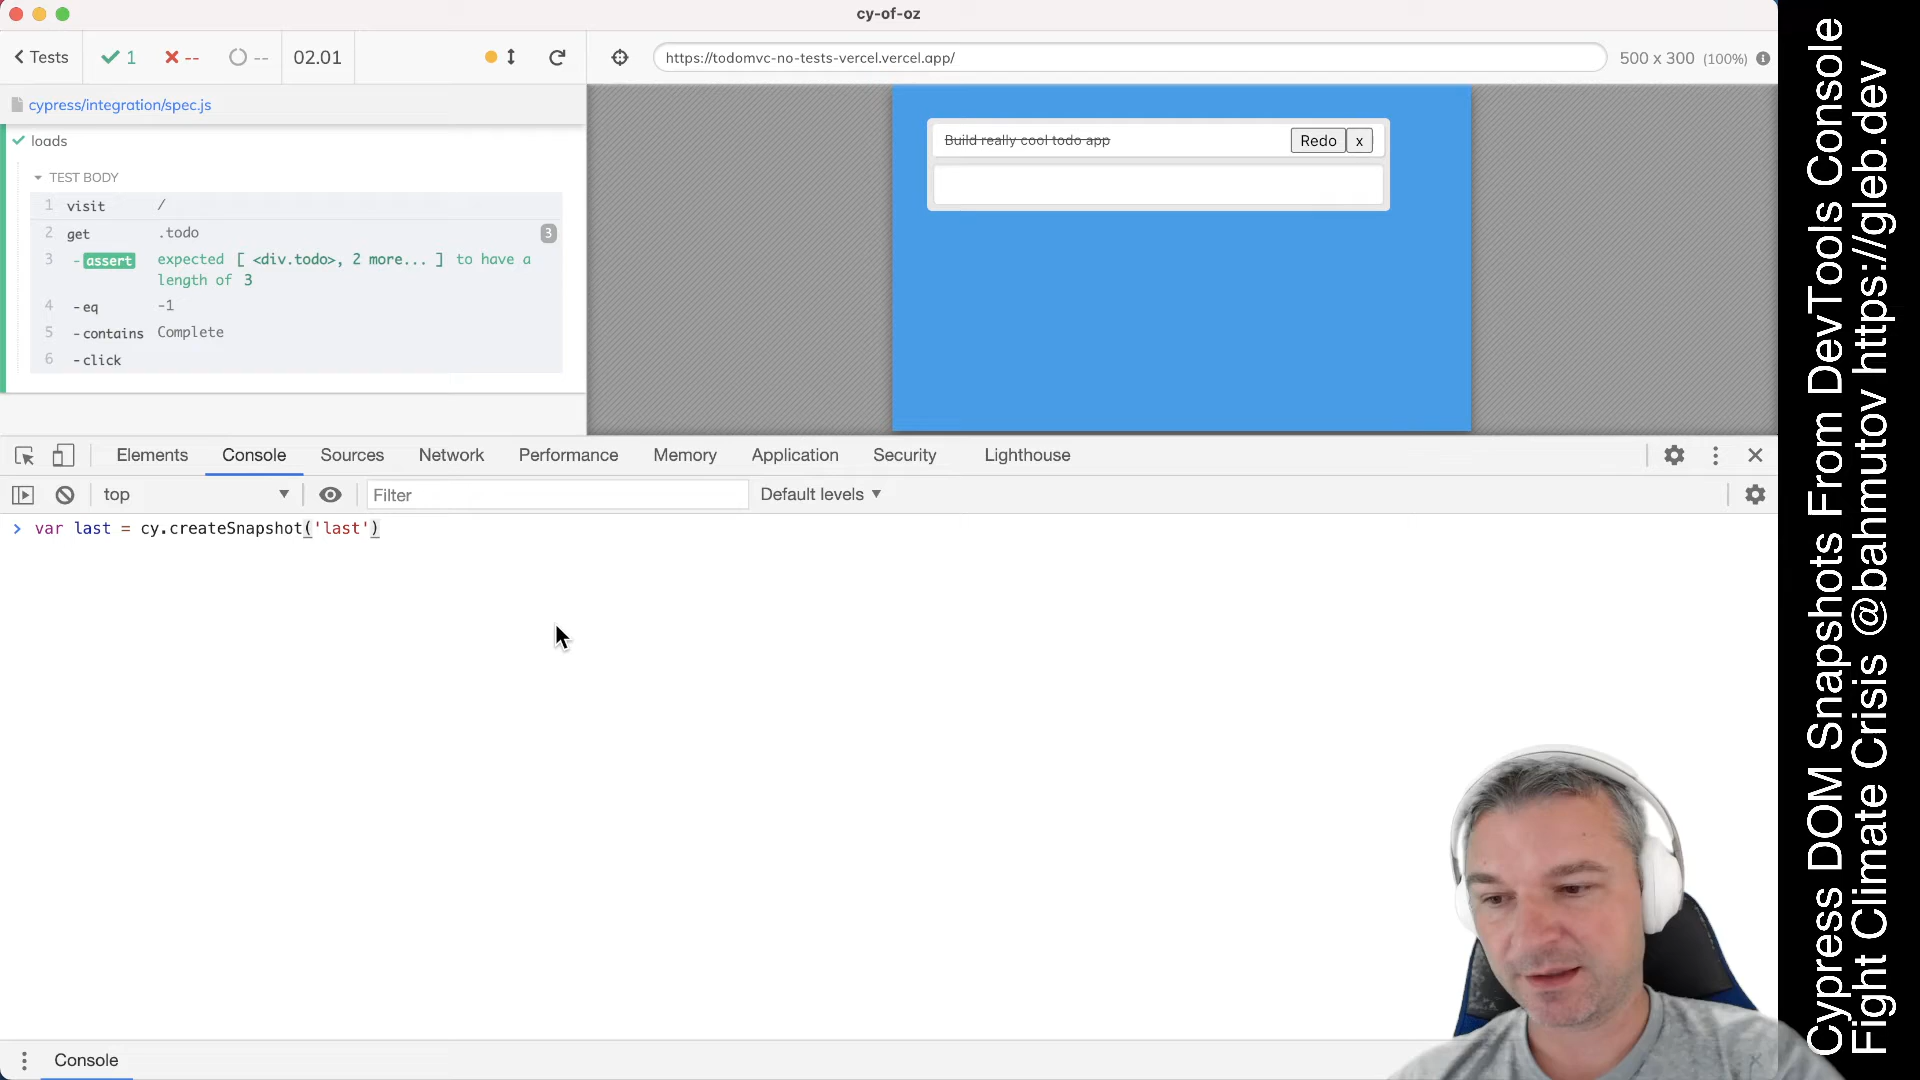 cy-of-oz
Tests
1
--
--
02.01
https://todomvc-no-tests-vercel.vercel.app/
500 x 300 (100%)
cypress/integration/spec.js
loads
TEST BODY
1 visit /
2 get .todo 3
3 -assert expected [ <div.todo>, 2 more... ] to have a
length of 3
4 -eq -1
5 -contains Complete
6 -click
Build really cool todo app Redo x
Elements Console Sources Network Performance Memory Application Security Lighthouse
top Filter Default levels
> var last = cy.createSnapshot('last')
Console
Cypress DOM Snapshots From DevTools Console
Fight Climate Crisis @bahmutov https://gleb.dev